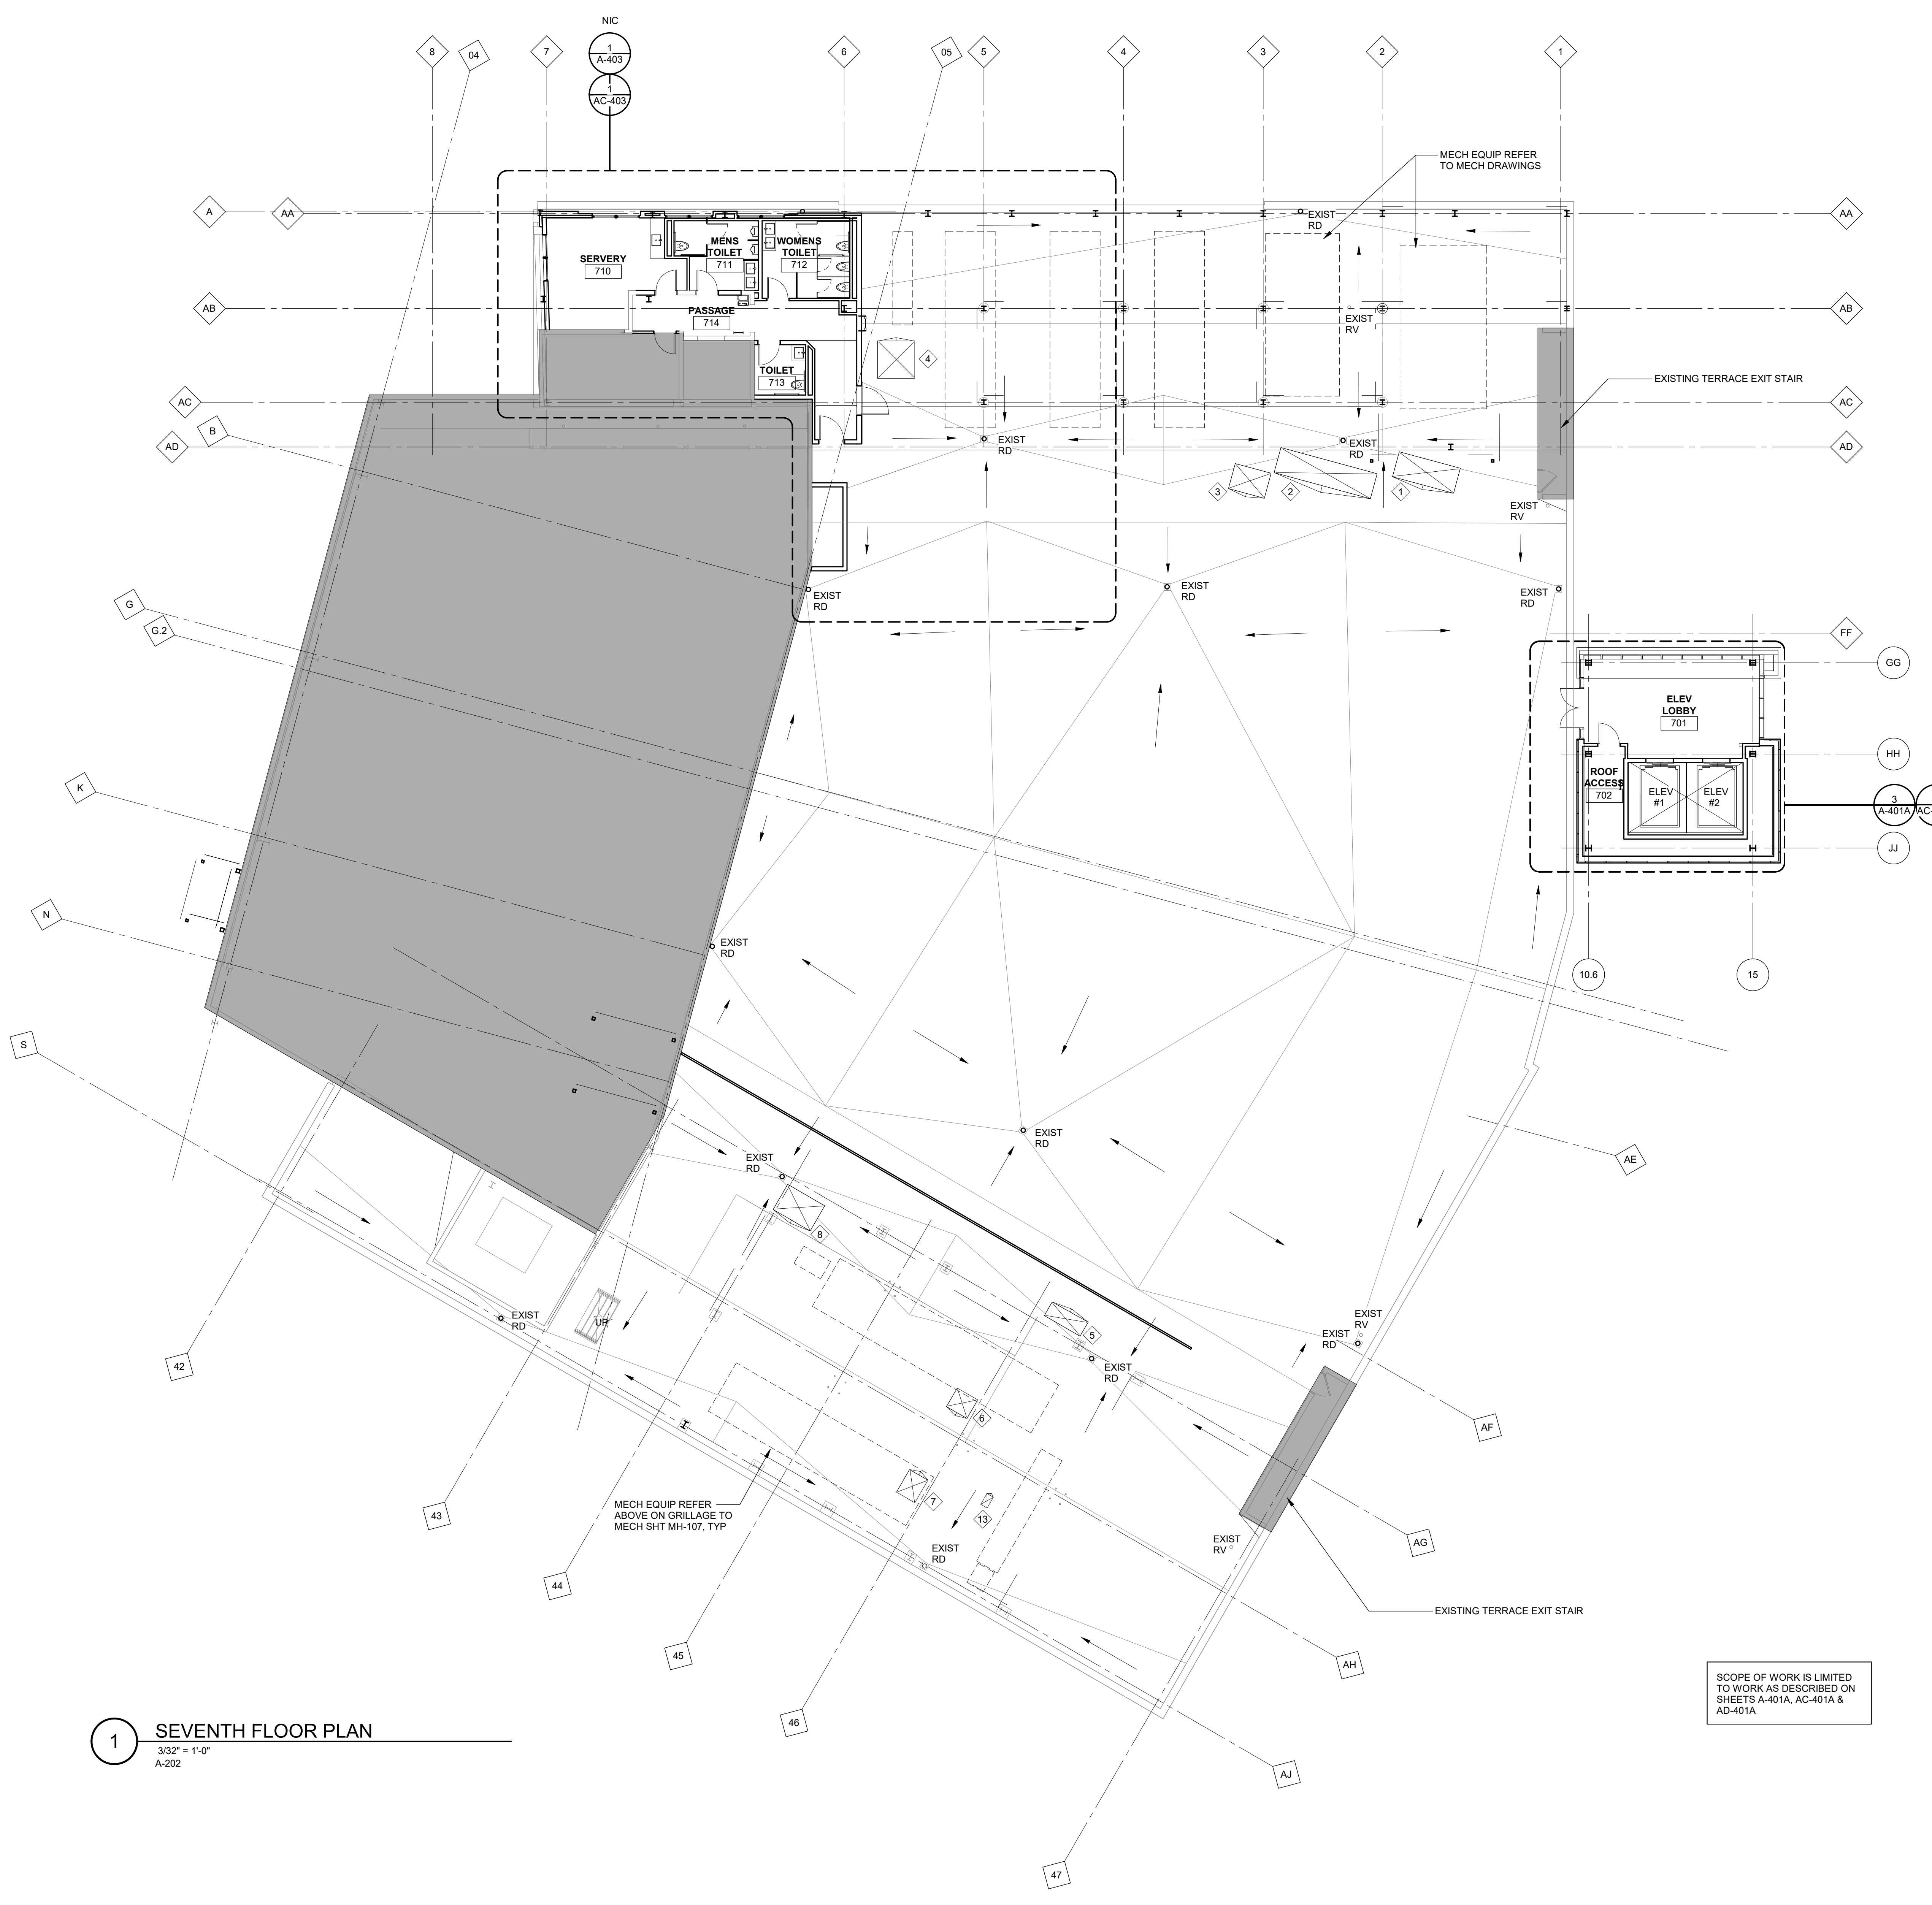 NIC
1
A-403
1
AC-403
8
04
7
6
05
5
4
3
2
1
MECH EQUIP REFER
TO MECH DRAWINGS
A
AA
AA
EXIST
RD
SERVERY
710
MENS
TOILET
711
WOMENS
TOILET
712
AB
PASSAGE
714
EXIST
RV
AB
4
TOILET
713
EXISTING TERRACE EXIT STAIR
AC
AC
B
AD
EXIST
RD
EXIST
RD
AD
3
2
1
EXIST
RV
EXIST
RD
EXIST
RD
EXIST
RD
G
G.2
FF
GG
ELEV
LOBBY
701
HH
ROOF
ACCESS
702
ELEV
#1
ELEV
#2
K
3
A-401A
JJ
N
EXIST
RD
10.6
15
S
EXIST
RD
EXIST
RD
AE
8
EXIST
RD
UP
EXIST
RV
EXIST
RD
5
42
EXIST
RD
6
AF
MECH EQUIP REFER
ABOVE ON GRILLAGE TO
MECH SHT MH-107, TYP
7
13
43
EXIST
RD
EXIST
RV
AG
44
EXISTING TERRACE EXIT STAIR
45
AH
SCOPE OF WORK IS LIMITED
TO WORK AS DESCRIBED ON
SHEETS A-401A, AC-401A &
AD-401A
46
1
SEVENTH FLOOR PLAN
3/32" = 1'-0"
A-202
AJ
47